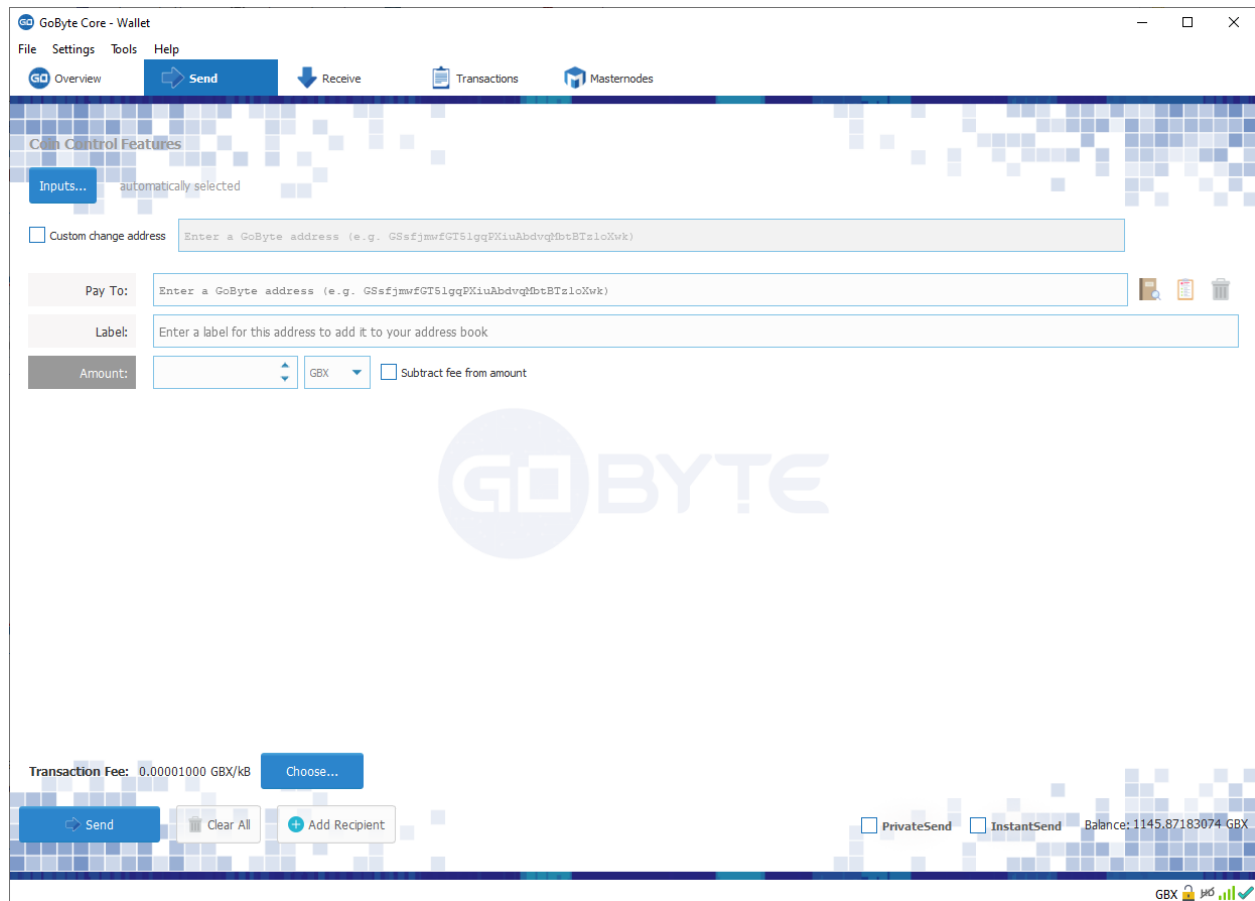 GoByte Core - Wallet
File Settings Tools Help
GO Overview Send Receive Transactions Masternodes
Coin Control Features
Inputs... automatically selected
Custom change address Enter a GoByte address (e.g. GSsfjmwfGT5lgqPXiuAbdvqMbtBTzloXwk)
Pay To: Enter a GoByte address (e.g. GSsfjmwfGT5lgqPXiuAbdvqMbtBTzloXwk)
Label: Enter a label for this address to add it to your address book
Amount: GBX Subtract fee from amount
GOBYTE
Transaction Fee: 0.00001000 GBX/kB Choose...
Send Clear All Add Recipient PrivateSend InstantSend Balance: 1145.87183074 GBX
GBX HD